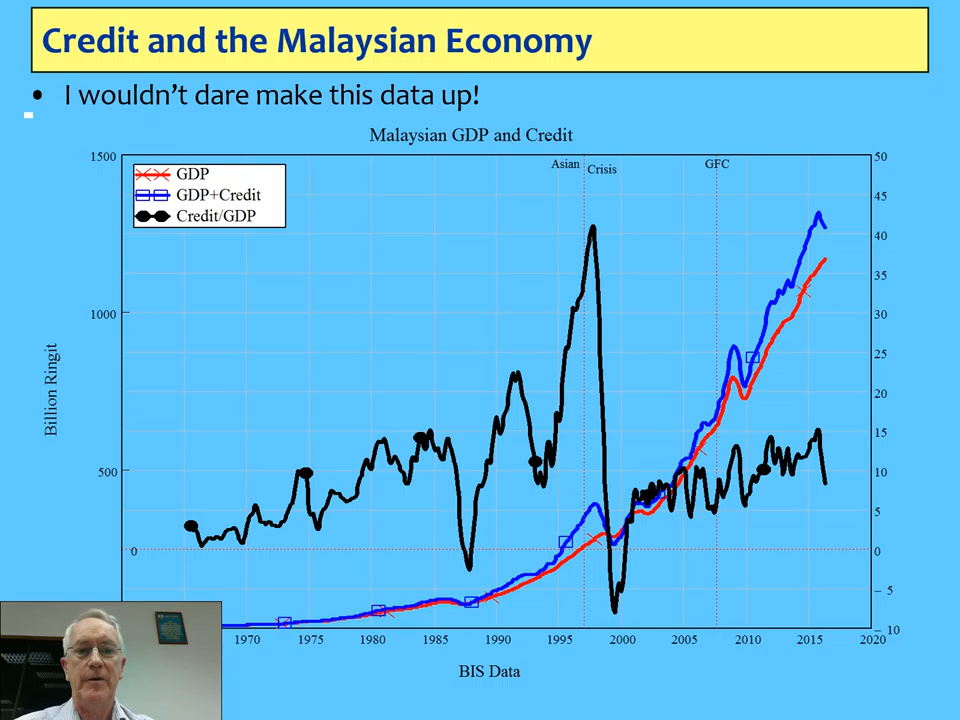 Credit and the Malaysian Economy
• I wouldn’t dare make this data up!
Malaysian GDP and Credit
1500
1000
500
0
Billion Ringit
GDP
GDP+Credit
Credit/GDP
Asian
Crisis
GFC
50
45
40
35
30
25
20
15
10
5
0
– 5
– 10
1970 1975 1980 1985 1990 1995 2000 2005 2010 2015 2020
BIS Data